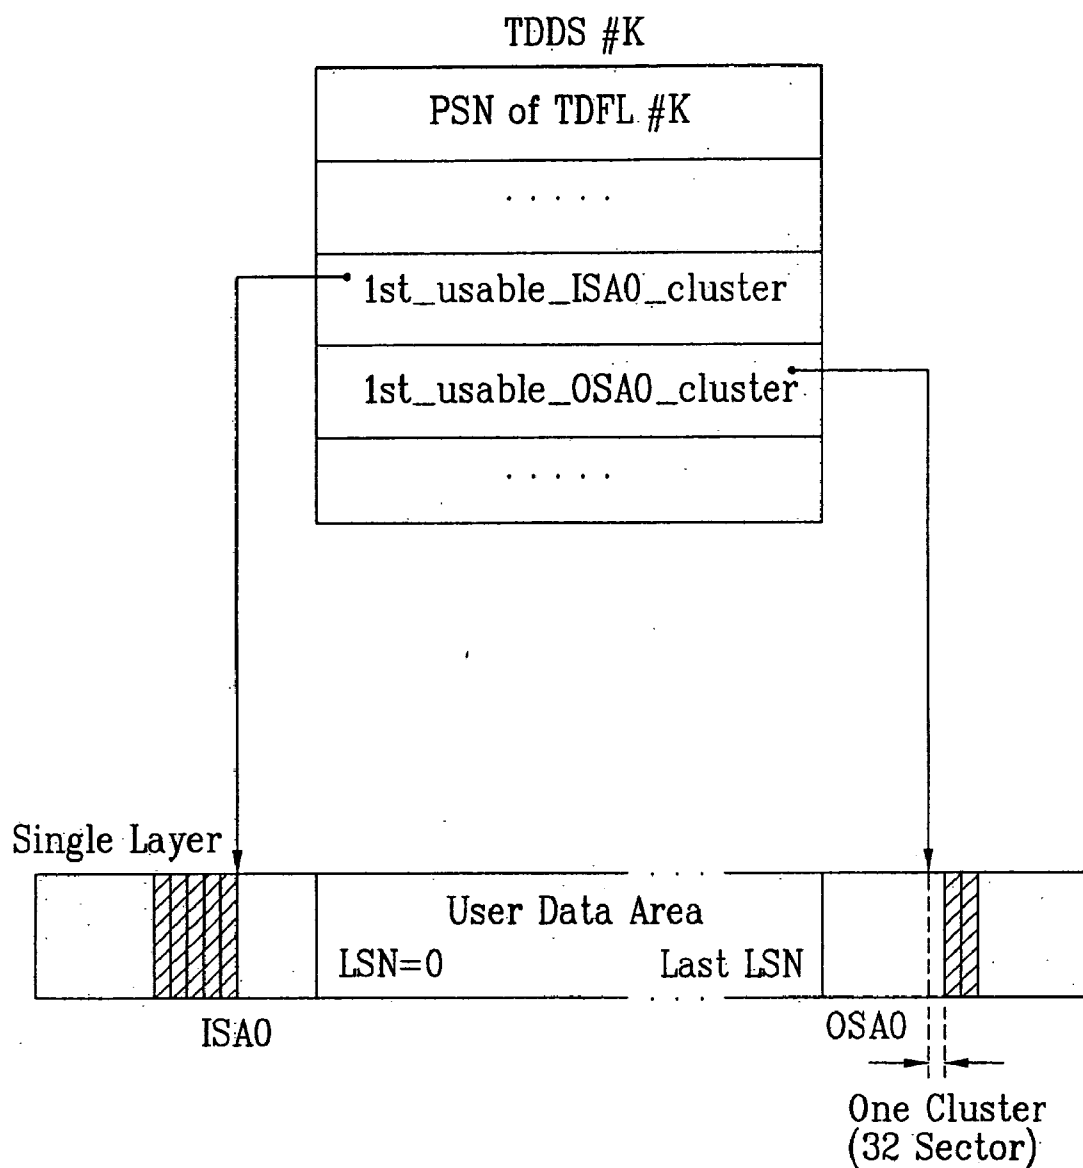 TDDS #K
PSN of TDFL #K
. . . . .
1st_usable_ISA0_cluster
1st_usable_OSA0_cluster
. . . . .
Single Layer
User Data Area
LSN=0
Last LSN
ISA0
OSA0
One Cluster
(32 Sector)